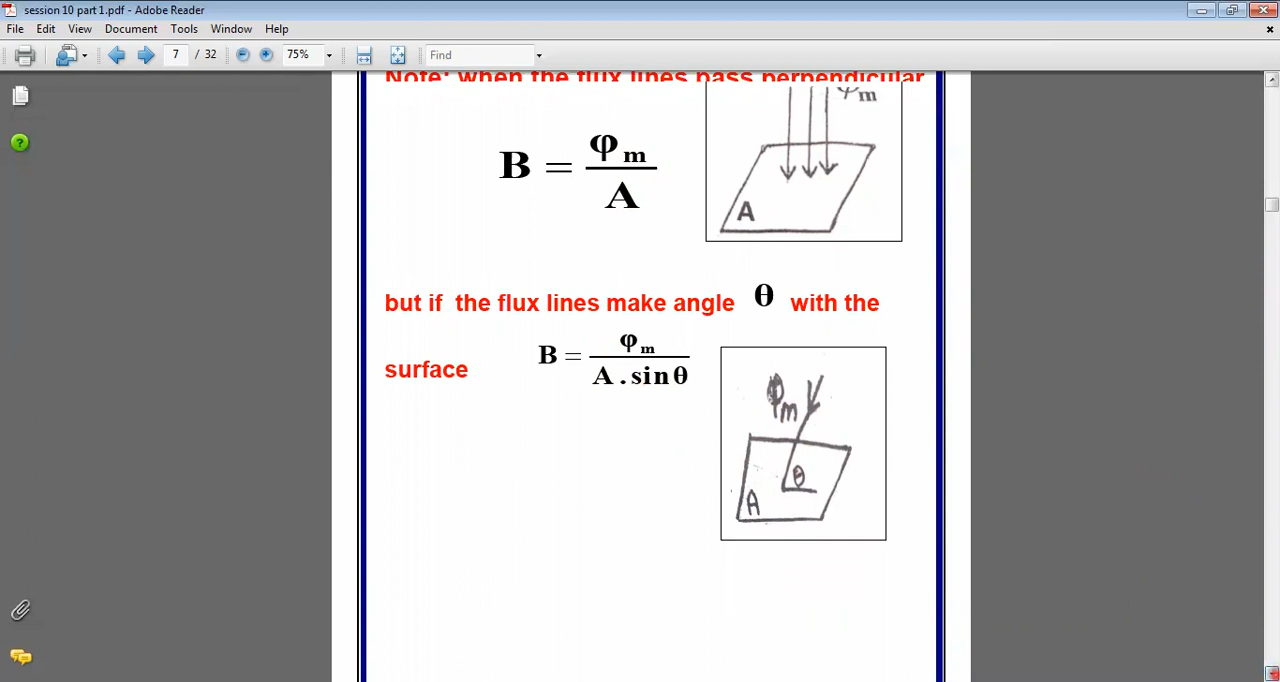 session 10 part 1.pdf - Adobe Reader
File Edit View Document Tools Window Help
7 / 32 75% Find
Note: when the flux lines pass perpendicular
φm
B = φm / A
A
but if the flux lines make angle θ with the
surface B = φm / A . sin θ
φm
θ
A